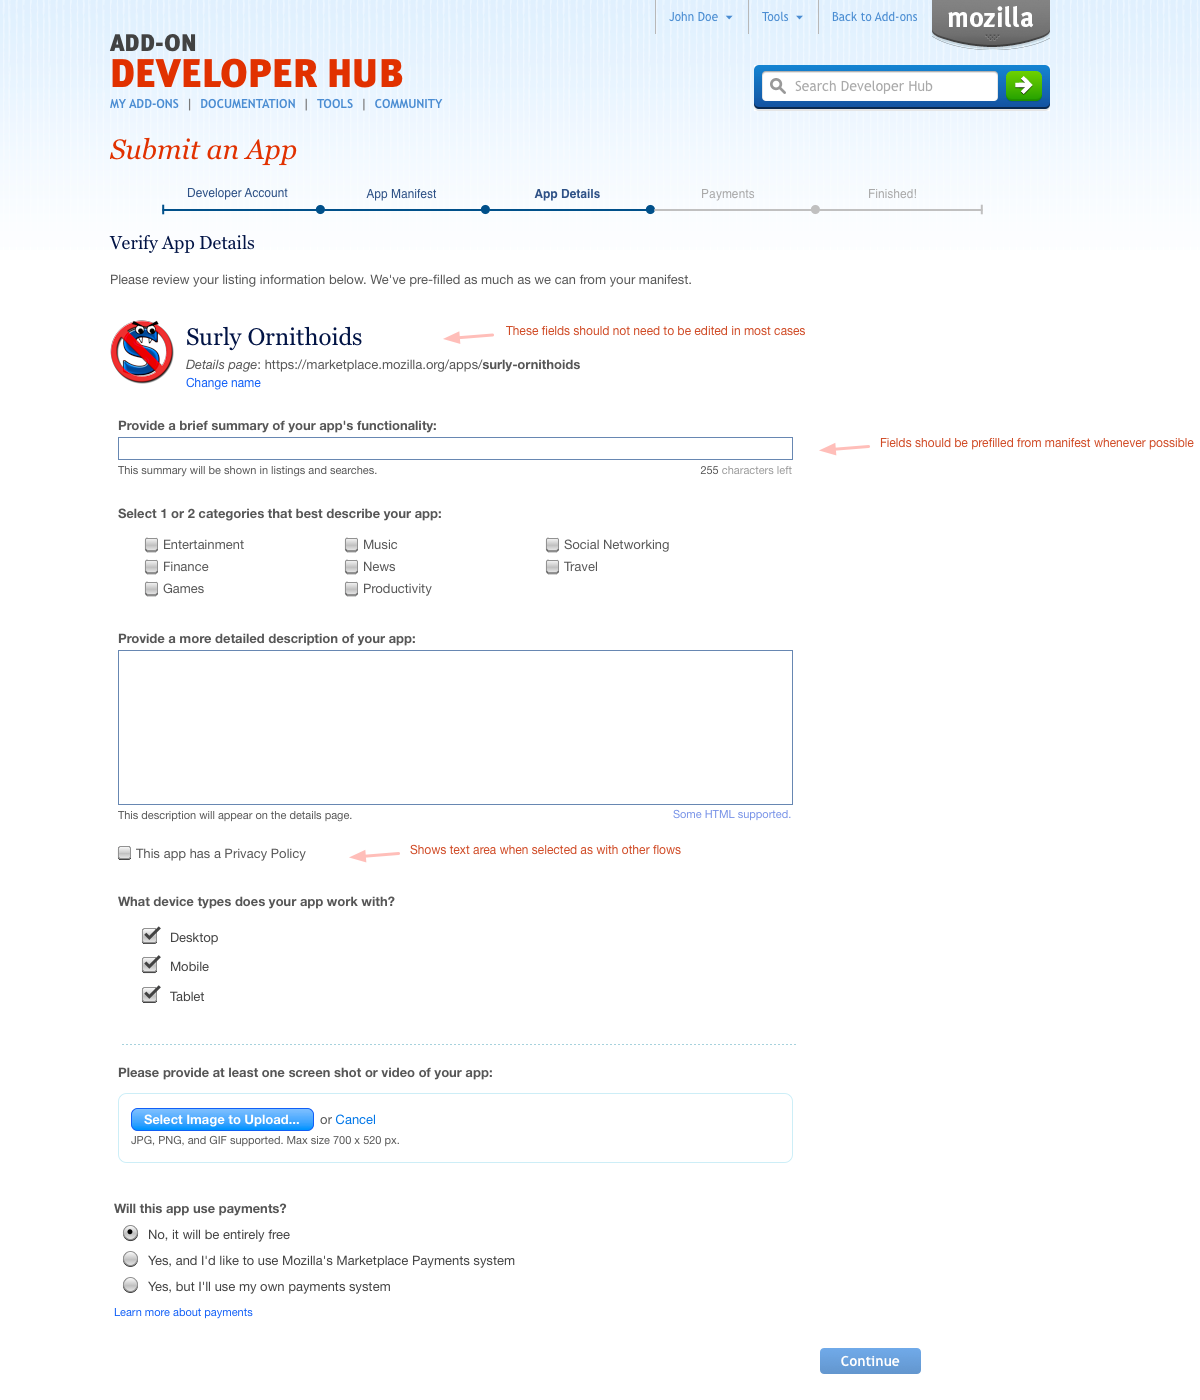 John Doe
Tools
Back to Add-ons
mozilla
ADD-ON
DEVELOPER HUB
MY ADD-ONS | DOCUMENTATION | TOOLS | COMMUNITY
Search Developer Hub
Submit an App
Developer Account
App Manifest
App Details
Payments
Finished!
Verify App Details
Please review your listing information below. We've pre-filled as much as we can from your manifest.
Surly Ornithoids
These fields should not need to be edited in most cases
Details page: https://marketplace.mozilla.org/apps/surly-ornithoids
Change name
Provide a brief summary of your app's functionality:
Fields should be prefilled from manifest whenever possible
This summary will be shown in listings and searches.
255 characters left
Select 1 or 2 categories that best describe your app:
Entertainment
Music
Social Networking
Finance
News
Travel
Games
Productivity
Provide a more detailed description of your app:
This description will appear on the details page.
Some HTML supported.
This app has a Privacy Policy
Shows text area when selected as with other flows
What device types does your app work with?
Desktop
Mobile
Tablet
Please provide at least one screen shot or video of your app:
Select Image to Upload... or Cancel
JPG, PNG, and GIF supported. Max size 700 x 520 px.
Will this app use payments?
No, it will be entirely free
Yes, and I'd like to use Mozilla's Marketplace Payments system
Yes, but I'll use my own payments system
Learn more about payments
Continue